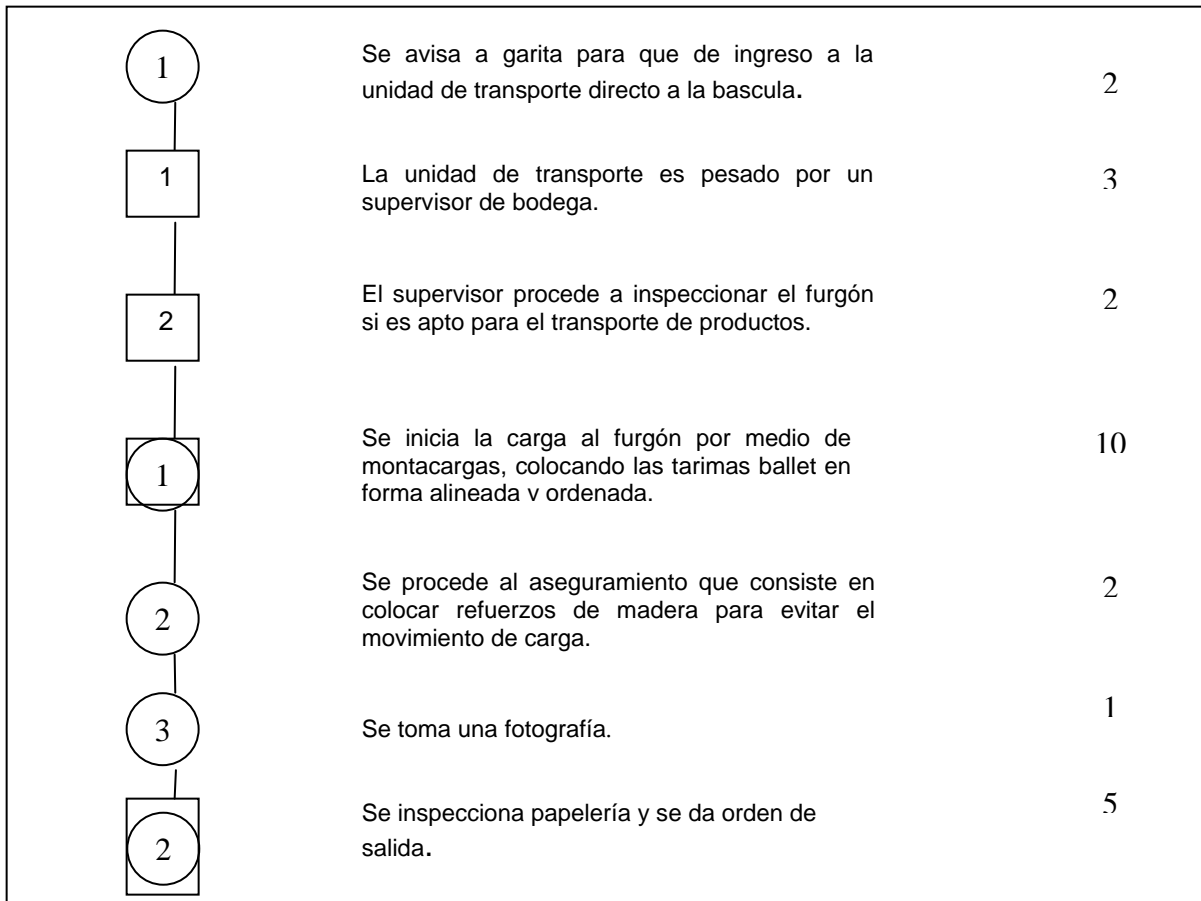 1
Se avisa a garita para que de ingreso a la
unidad de transporte directo a la bascula.
2
1
La unidad de transporte es pesado por un
supervisor de bodega.
3
2
El supervisor procede a inspeccionar el furgón
si es apto para el transporte de productos.
2
1
Se inicia la carga al furgón por medio de
montacargas, colocando las tarimas ballet en
forma alineada y ordenada.
10
2
Se procede al aseguramiento que consiste en
colocar refuerzos de madera para evitar el
movimiento de carga.
2
3
Se toma una fotografía.
1
2
Se inspecciona papelería y se da orden de
salida.
5